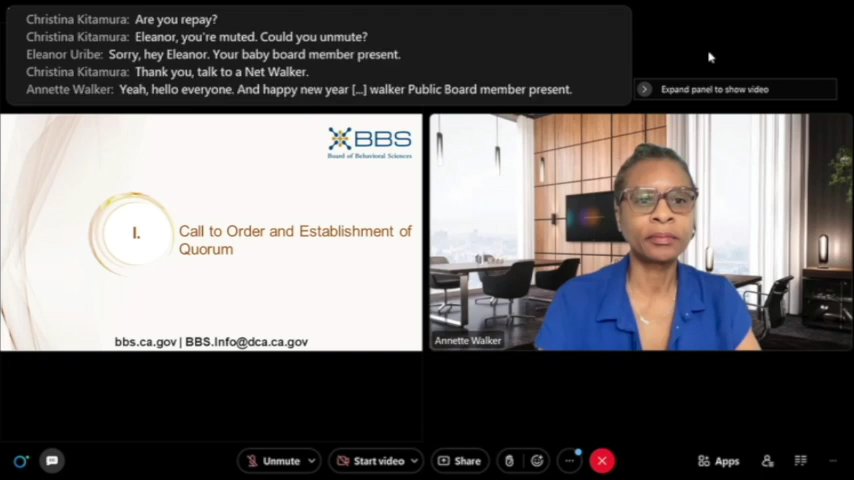 Christina Kitamura: Are you repay?
Christina Kitamura: Eleanor, you're muted. Could you unmute?
Eleanor Uribe: Sorry, hey Eleanor. Your baby board member present.
Christina Kitamura: Thank you, talk to a Net Walker.
Annette Walker: Yeah, hello everyone. And happy new year [...] walker Public Board member present.
Expand panel to show video
BBS
Board of Behavioral Sciences
I.
Call to Order and Establishment of
Quorum
bbs.ca.gov | BBS.Info@dca.ca.gov
Annette Walker
Unmute
Start video
Share
Apps